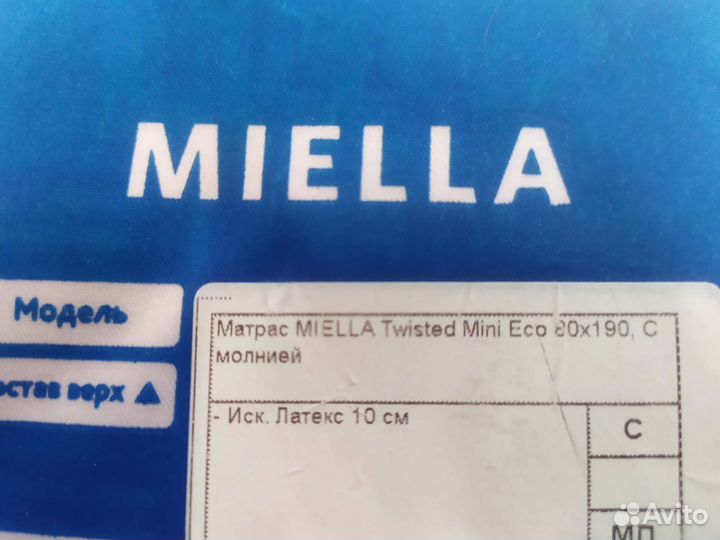 MIELLA
Модель
Матрас MIELLA Twisted Mini Eco 80x190, С
молнией
остав верх ▲
- Иск. Латекс 10 см
С
МП
Avito